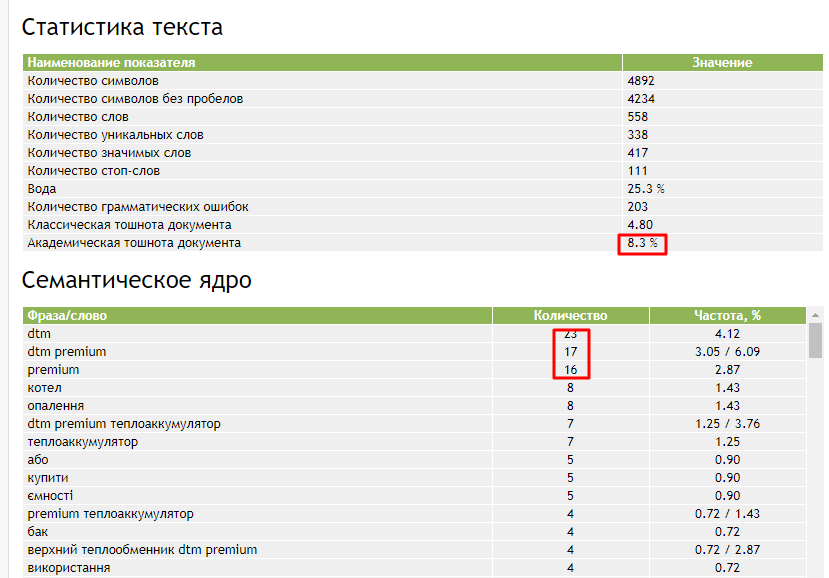 Статистика текста
Наименование показателя Значение
Количество символов 4892
Количество символов без пробелов 4234
Количество слов 558
Количество уникальных слов 338
Количество значимых слов 417
Количество стоп-слов 111
Вода 25.3 %
Количество грамматических ошибок 203
Классическая тошнота документа 4.80
Академическая тошнота документа 8.3 %
Семантическое ядро
Фраза/слово Количество Частота, %
dtm 23 4.12
dtm premium 17 3.05 / 6.09
premium 16 2.87
котел 8 1.43
опалення 8 1.43
dtm premium теплоаккумулятор 7 1.25 / 3.76
теплоаккумулятор 7 1.25
або 5 0.90
купити 5 0.90
ємності 5 0.90
premium теплоаккумулятор 4 0.72 / 1.43
бак 4 0.72
верхний теплообменник dtm premium 4 0.72 / 2.87
використання 4 0.72